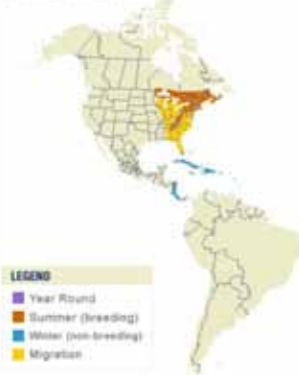 LEGEND
Year Round
Summer (breeding)
Winter (non-breeding)
Migration